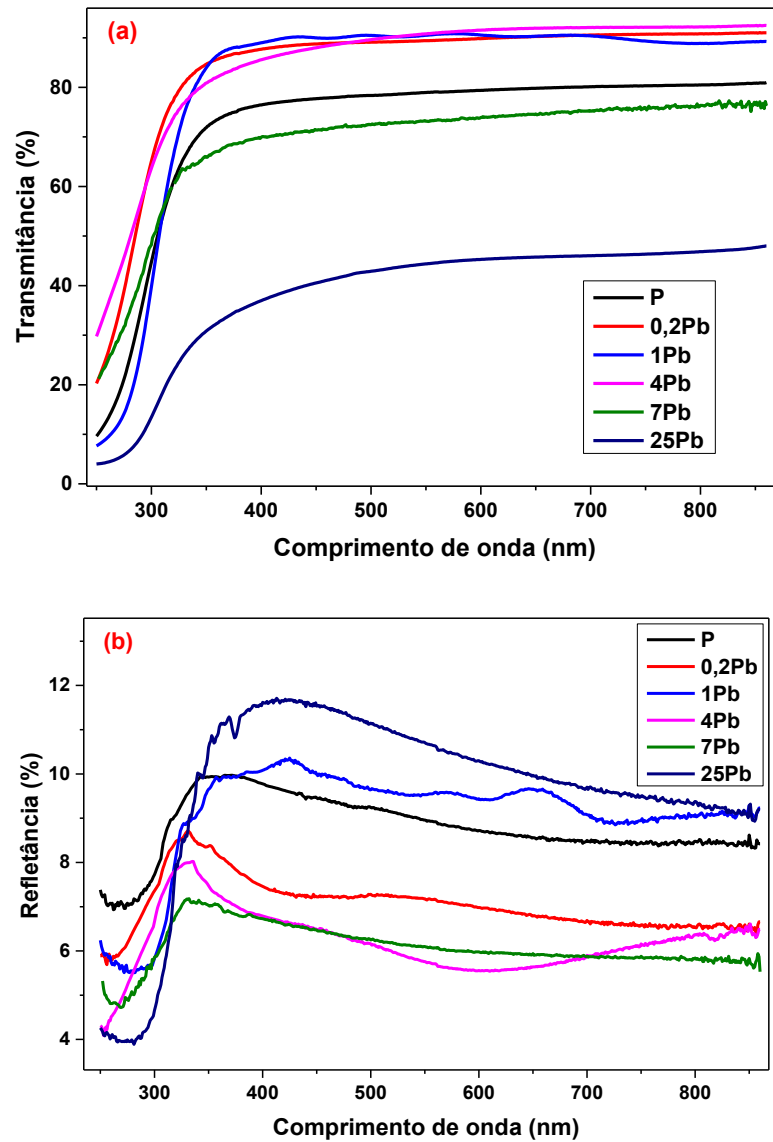 (a)
80
60
40
20
0
Transmitância (%)
P
0,2Pb
1Pb
4Pb
7Pb
25Pb
300 400 500 600 700 800
Comprimento de onda (nm)
(b)
12
10
8
6
4
Refletância (%)
P
0,2Pb
1Pb
4Pb
7Pb
25Pb
300 400 500 600 700 800
Comprimento de onda (nm)